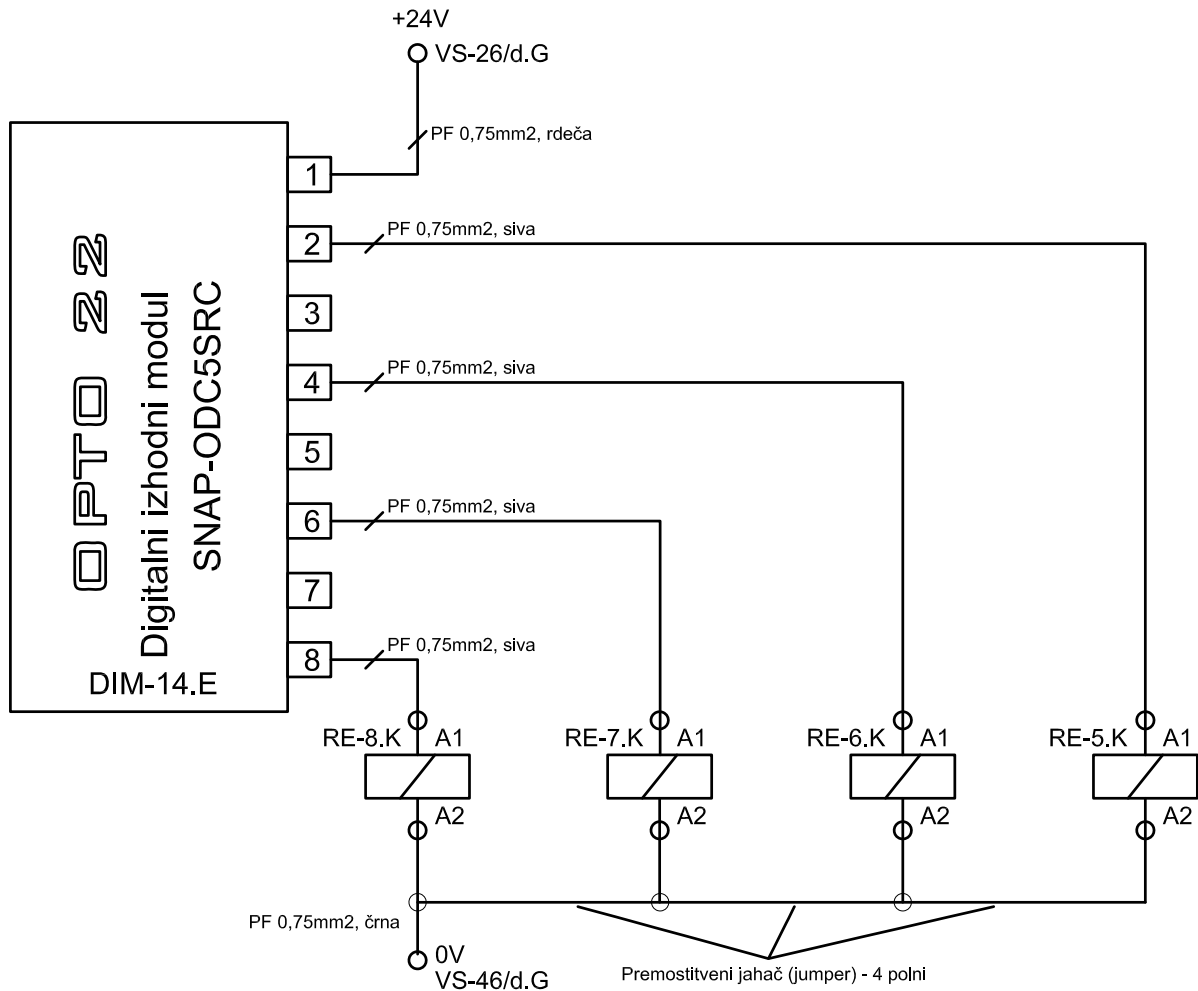 +24V
VS-26/d.G
PF 0,75mm2, rdeča
1
PF 0,75mm2, siva
2
3
PF 0,75mm2, siva
4
5
PF 0,75mm2, siva
6
7
PF 0,75mm2, siva
8
OPTO 22
Digitalni izhodni modul
SNAP-ODC5SRC
DIM-14.E
RE-8.K A1
RE-7.K A1
RE-6.K A1
RE-5.K A1
A2
A2
A2
A2
PF 0,75mm2, črna
0V
VS-46/d.G
Premostitveni jahač (jumper) - 4 polni